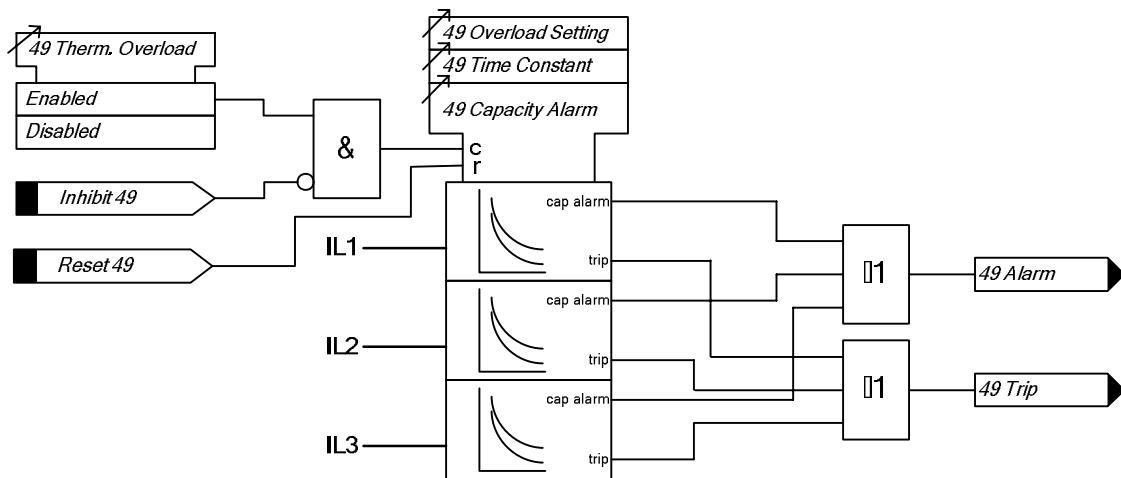 49 Therm. Overload
Enabled
Disabled
Inhibit 49
Reset 49
&
49 Overload Setting
49 Time Constant
49 Capacity Alarm
c
r
IL1
cap alarm
trip
IL2
cap alarm
trip
IL3
cap alarm
trip
▯1
49 Alarm
▯1
49 Trip